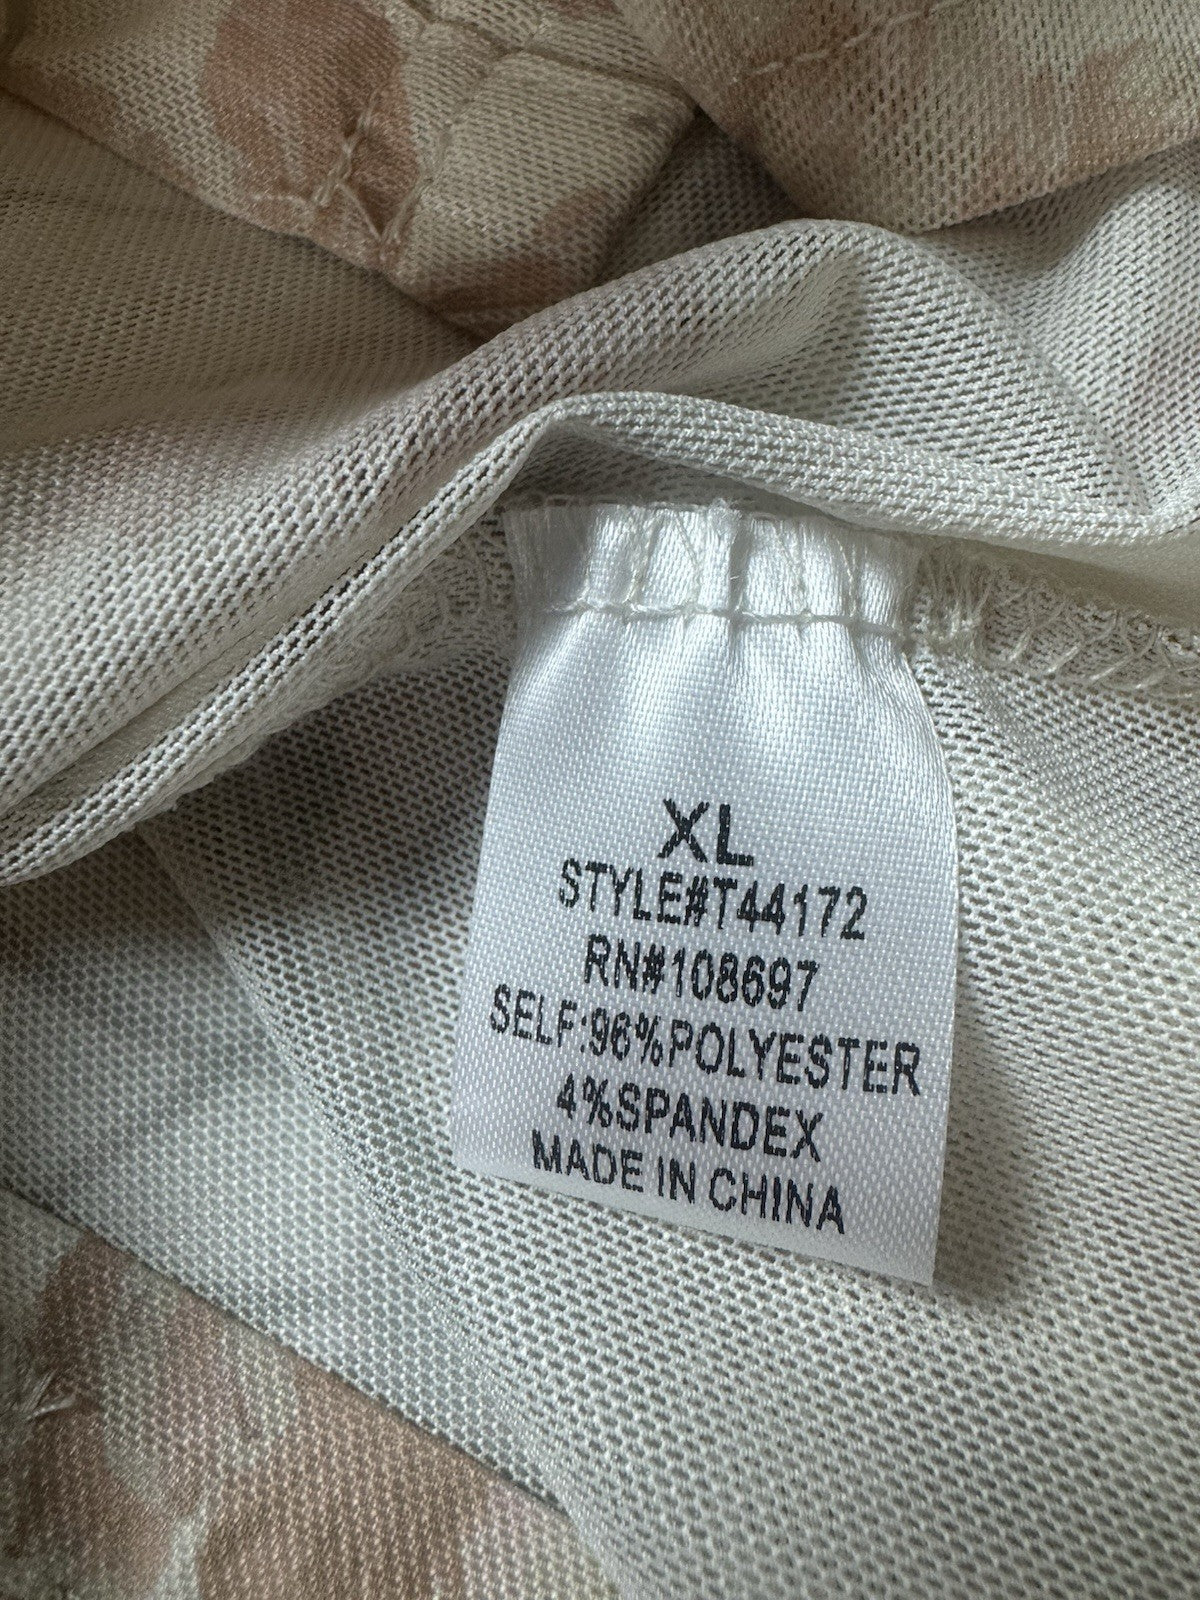 XL
STYLE#T44172
RN#108697
SELF:96%POLYESTER
4%SPANDEX
MADE IN CHINA